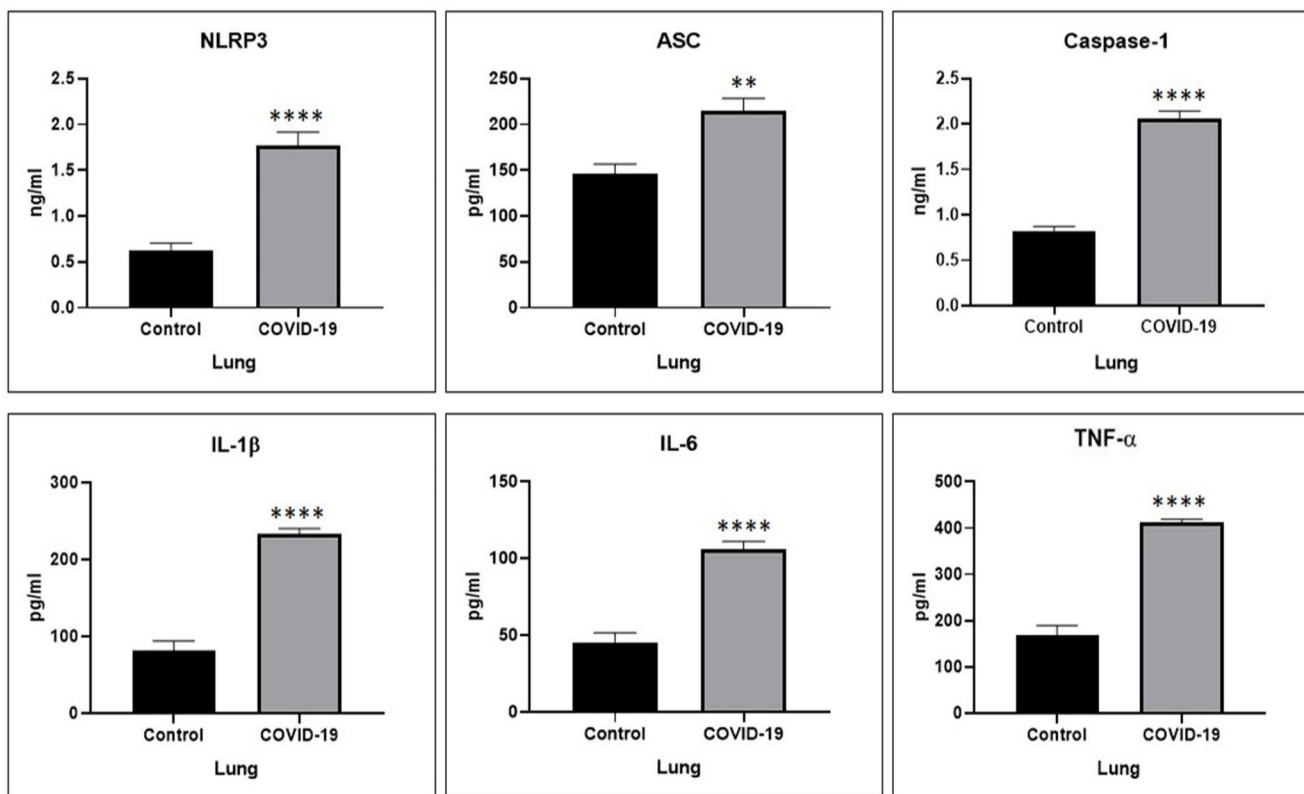 NLRP3
2.5
2.0
1.5
1.0
0.5
0.0
ng/ml
****
Control COVID-19
Lung
ASC
250
200
150
100
50
0
pg/ml
**
Control COVID-19
Lung
Caspase-1
2.5
2.0
1.5
1.0
0.5
0.0
ng/ml
****
Control COVID-19
Lung
IL-1β
300
200
100
0
pg/ml
****
Control COVID-19
Lung
IL-6
150
100
50
0
pg/ml
****
Control COVID-19
Lung
TNF-α
500
400
300
200
100
0
pg/ml
****
Control COVID-19
Lung